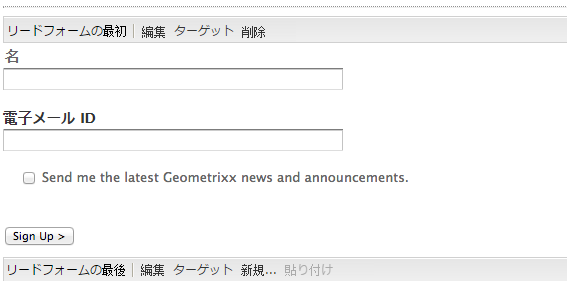 リードフォームの最初 編集 ターゲット 削除
名
電子メール ID
Send me the latest Geometrixx news and announcements.
Sign Up >
リードフォームの最後 編集 ターゲット 新規... 貼り付け